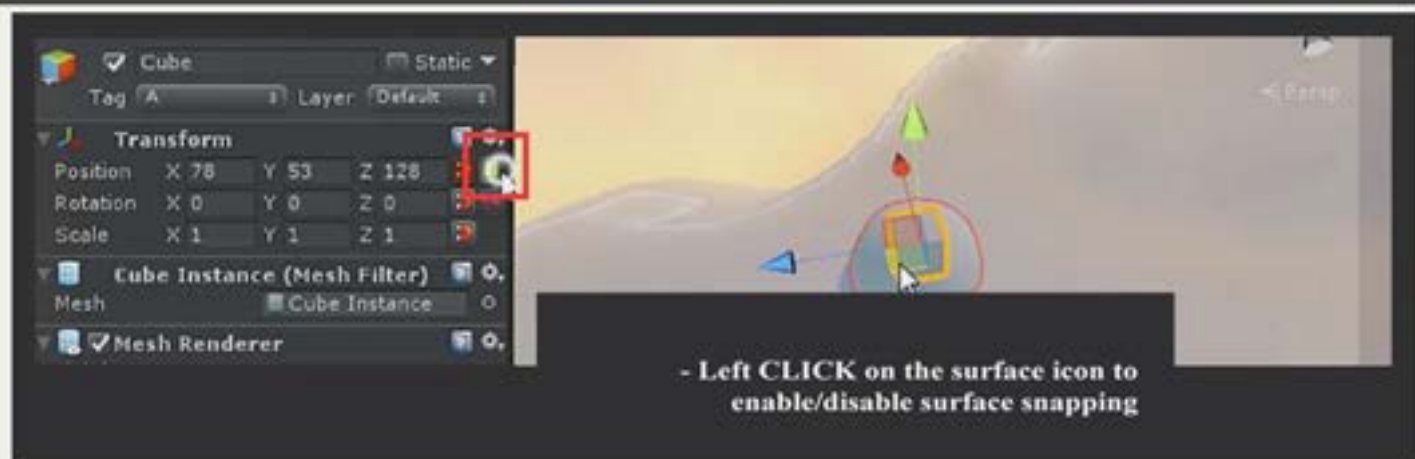 Cube Static
Tag A Layer Default
Transform
Position X 78 Y 53 Z 128
Rotation X 0 Y 0 Z 0
Scale X 1 Y 1 Z 1
Cube Instance (Mesh Filter)
Mesh Cube Instance
Mesh Renderer
Persp
- Left CLICK on the surface icon to
enable/disable surface snapping